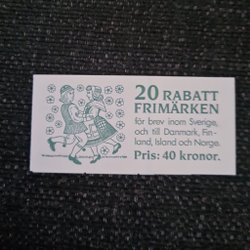 20 RABATT
FRIMÄRKEN
för brev inom Sverige,
och till Danmark, Fin-
land, Island och Norge.
Pris: 40 kronor.